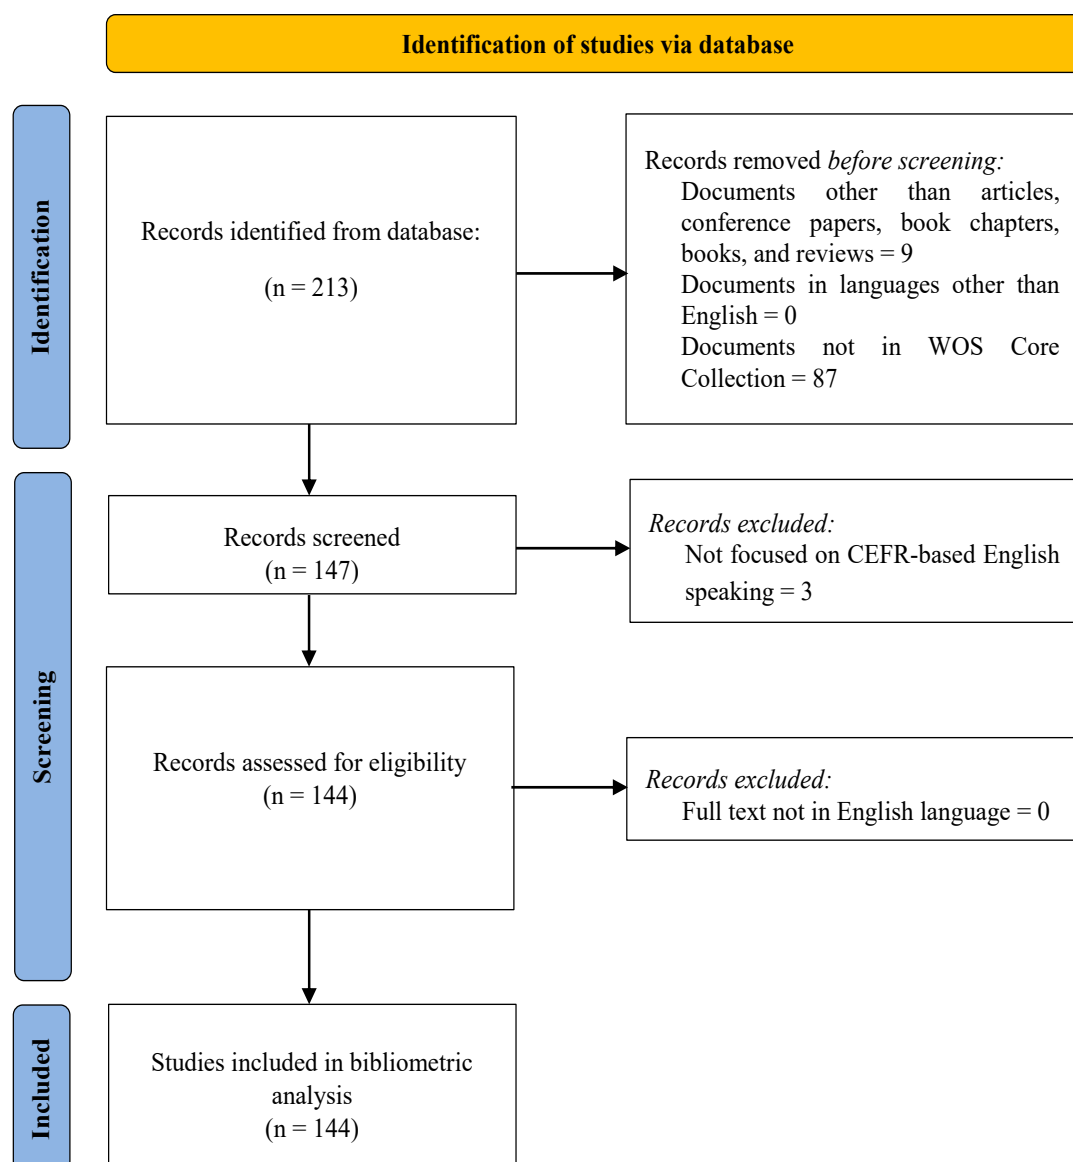 Identification of studies via database
Identification
Records identified from database:
(n = 213)
Records removed before screening:
Documents other than articles,
conference papers, book chapters,
books, and reviews = 9
Documents in languages other than
English = 0
Documents not in WOS Core
Collection = 87
Screening
Records screened
(n = 147)
Records excluded:
Not focused on CEFR-based English
speaking = 3
Records assessed for eligibility
(n = 144)
Records excluded:
Full text not in English language = 0
Included
Studies included in bibliometric
analysis
(n = 144)